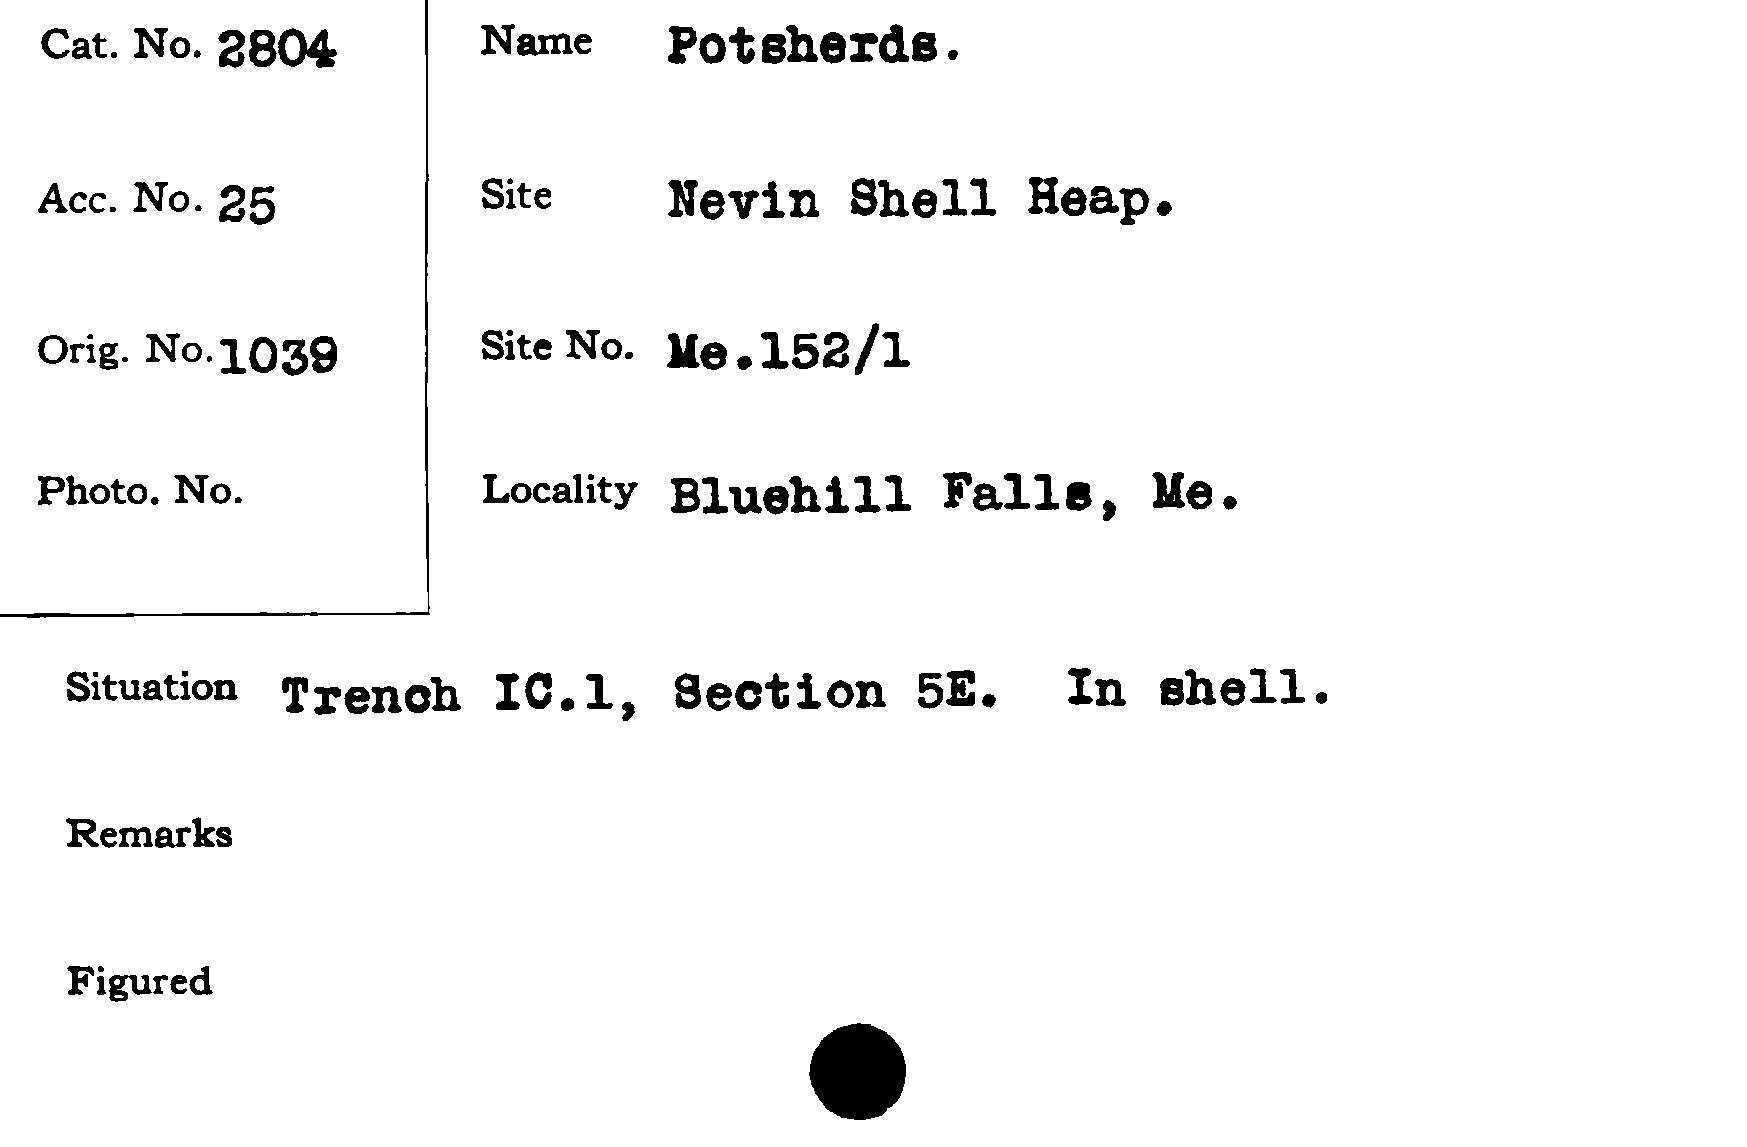 Cat. No. 2804
Acc. No. 25
Orig. No. 1039
Photo. No.
Name Potsherds.
Site Nevin Shell Heap.
Site No. Me.152/1
Locality Bluehill Falls, Me.
Situation Trench IC.1, Section 5E. In shell.
Remarks
Figured